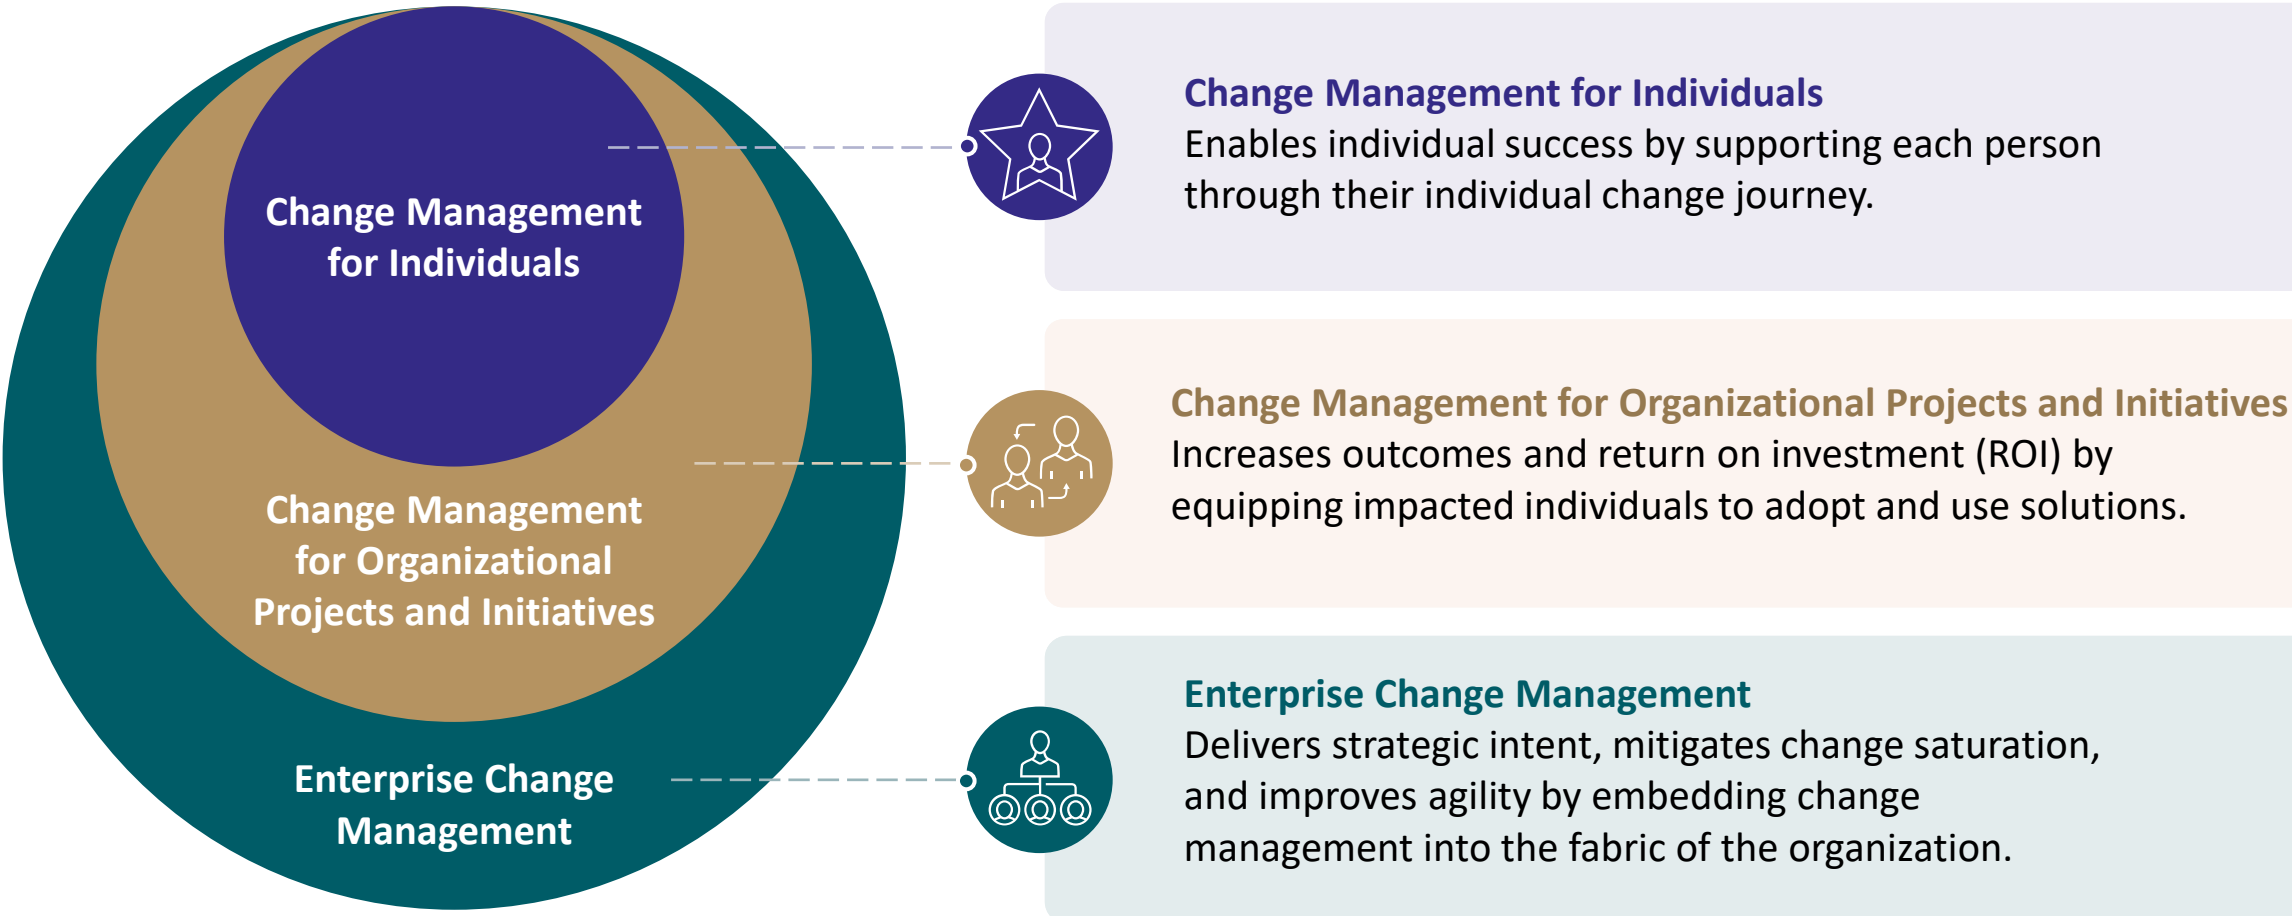 Change Management
for Individuals
Change Management
for Organizational
Projects and Initiatives
Enterprise Change
Management
Change Management for Individuals
Enables individual success by supporting each person
through their individual change journey.
Change Management for Organizational Projects and Initiatives
Increases outcomes and return on investment (ROI) by
equipping impacted individuals to adopt and use solutions.
Enterprise Change Management
Delivers strategic intent, mitigates change saturation,
and improves agility by embedding change
management into the fabric of the organization.